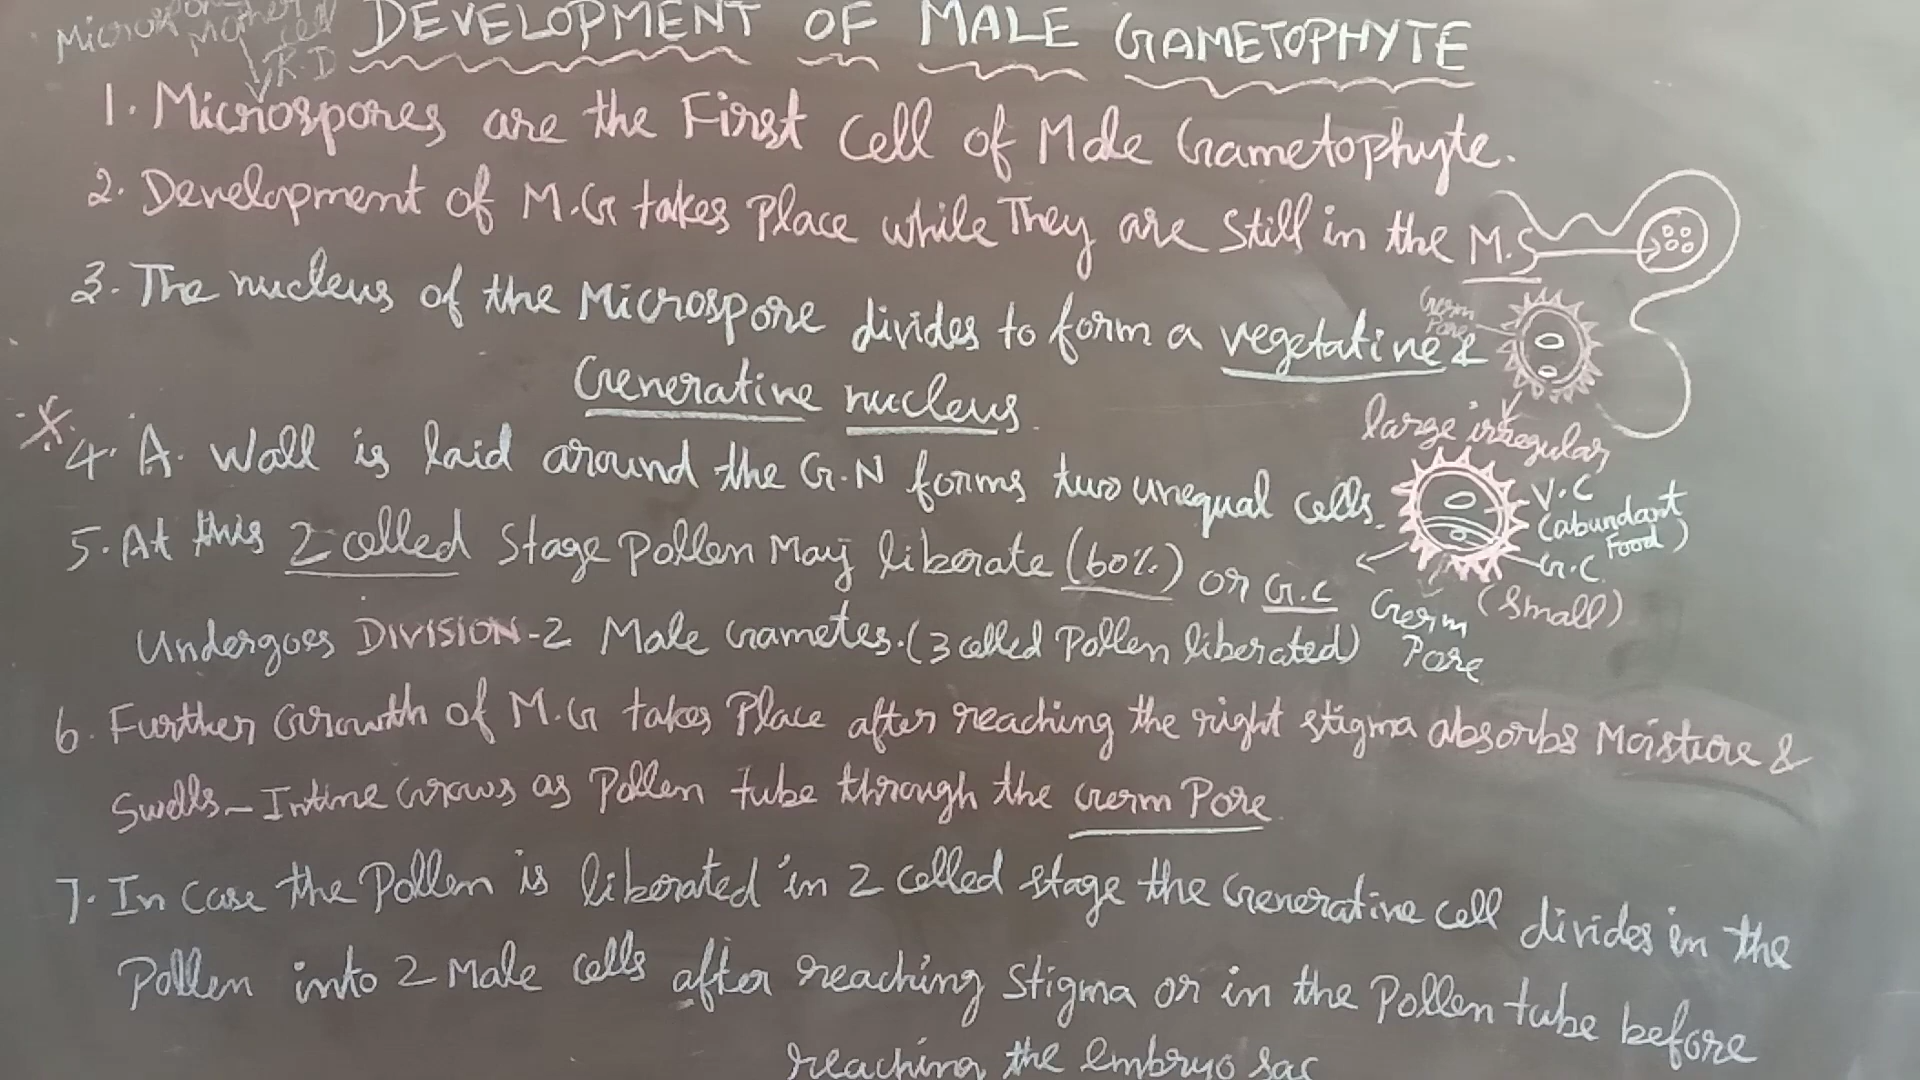 Mother cell
R.D
DEVELOPMENT OF MALE GAMETOPHYTE
1. Microspores are the First Cell of Male Gametophyte.
2. Development of M.G takes Place while They are Still in the M.S
3. The nucleus of the Microspore divides to form a vegetative &
Generative nucleus
Germ
Pore
large irregular
4. A. Wall is laid around the G.N forms two unequal cells.
V.C
(abundant
Food)
G.C
(Small)
Germ
Pore
5. At this 2 celled Stage Pollen May liberate (60%) or G.C
Undergoes DIVISION-2 Male Gametes. (3 celled Pollen liberated)
6. Further Growth of M.G takes Place after reaching the right stigma absorbs Moisture &
Swells - Intine Grows as Pollen tube through the Germ Pore
7. In Case the Pollen is liberated in 2 celled stage the Generative cell divides in the
Pollen into 2 Male cells after reaching Stigma or in the Pollen tube before
reaching the embryo sac